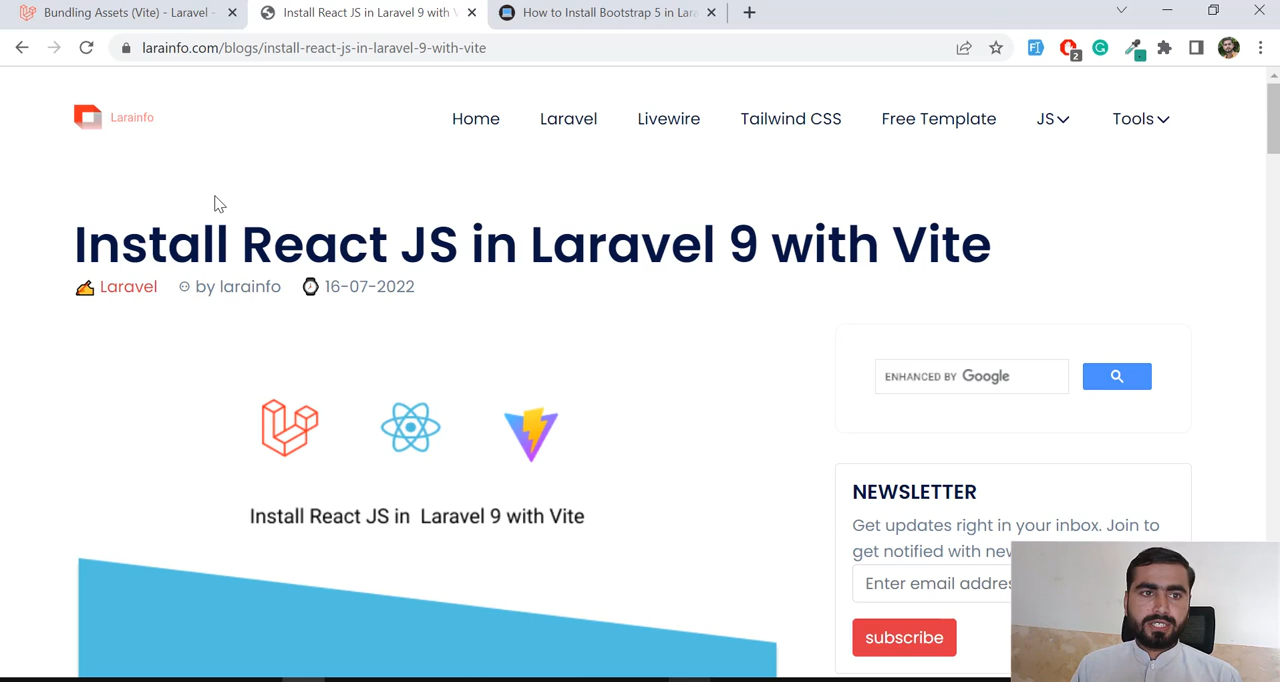 Bundling Assets (Vite) - Laravel -
Install React JS in Laravel 9 with
How to Install Bootstrap 5 in Lara
larainfo.com/blogs/install-react-js-in-laravel-9-with-vite
2
Larainfo
Home
Laravel
Livewire
Tailwind CSS
Free Template
JS
Tools
Install React JS in Laravel 9 with Vite
Laravel
by larainfo
16-07-2022
ENHANCED BY Google
Install React JS in Laravel 9 with Vite
NEWSLETTER
Get updates right in your inbox. Join to
get notified with
Enter email
subscribe